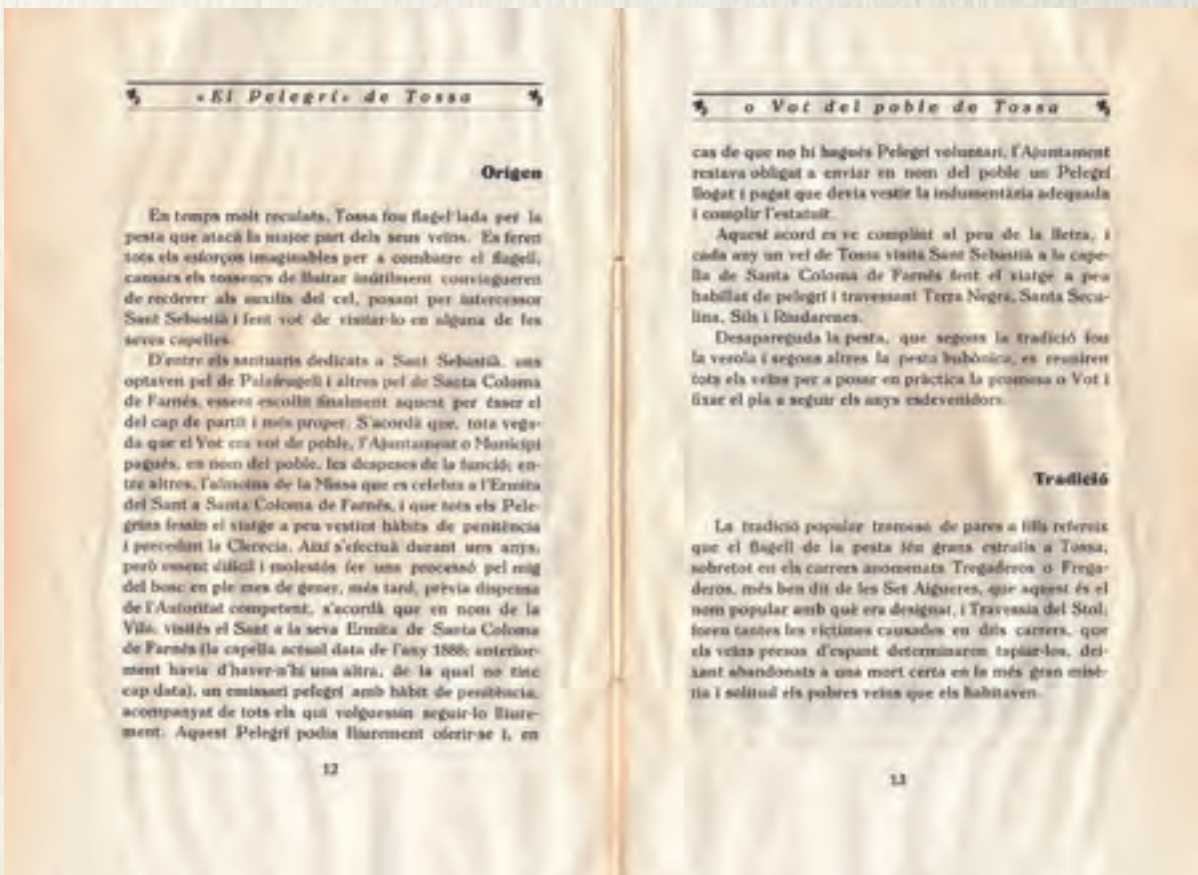 «El Pelegrí» de Tossa
Origen
En temps molt reculats, Tossa fou flagel·lada per la
pesta que atacà la major part dels seus veïns. Es feren
tots els esforços imaginables per a combatre el flagell,
cansats els tossencs de lluitar inútilment convingueren
de recórrer als auxilis del cel, posant per intercessor
Sant Sebastià i fent vot de visitar-lo en alguna de les
seves capelles.
D'entre els santuaris dedicats a Sant Sebastià, uns
optaven pel de Palafrugell i altres pel de Santa Coloma
de Farnés, essent escollit finalment aquest per ésser el
del cap de partit i més proper. S'acordà que, tota vega-
da que el Vot era vot de poble, l'Ajuntament o Municipi
pagués, en nom del poble, les despeses de la funció; en-
tre altres, l'almoina de la Missa que es celebra a l'Ermita
del Sant a Santa Coloma de Farnés, i que tots els Pele-
grins fessin el viatge a peu vestint hàbits de penitència
i precedint la Clerecia. Així s'efectuà durant uns anys,
però essent difícil i molestós fer una processó pel mig
del bosc en ple mes de gener, més tard, prèvia dispensa
de l'Autoritat competent, s'acordà que en nom de la
Vila, visités el Sant a la seva Ermita de Santa Coloma
de Farnés (la capella actual data de l'any 1888; anterior-
ment havia d'haver-n'hi una altra, de la qual no tinc
cap data), un emissari pelegrí amb hàbit de penitència,
acompanyat de tots els qui volguessin seguir-lo lliure-
ment. Aquest Pelegrí podia lliurement oferir-se i, en
12
o Vot del poble de Tossa
cas de que no hi hagués Pelegrí voluntari, l'Ajuntament
restava obligat a enviar en nom del poble un Pelegrí
llogat i pagat que devia vestir la indumentària adequada
i complir l'estatuït.
Aquest acord es ve complint al peu de la lletra, i
cada any un veí de Tossa visita Sant Sebastià a la cape-
lla de Santa Coloma de Farnés fent el viatge a peu
habillat de pelegrí i travessant Terra Negra, Santa Seca-
lina, Sils i Riudarenes.
Desapareguda la pesta, que segons la tradició fou
la verola i segons altres la pesta bubònica, es reuniren
tots els veïns per a posar en pràctica la promesa o Vot i
fixar el pla a seguir els anys esdevenidors.
Tradició
La tradició popular tramesa de pares a fills refereix
que el flagell de la pesta féu grans estralls a Tossa,
sobretot en els carrers anomenats Tregaderos o Frega-
deros, més ben dit de les Set Aigueres, que aquest és el
nom popular amb què era designat, i Travessia del Stol;
foren tantes les víctimes causades en dits carrers, que
els veïns presos d'espant determinaren tapiar-los, dei-
xant abandonats a una mort certa en la més gran misè-
ria i solitud els pobres veïns que els habitaven.
13